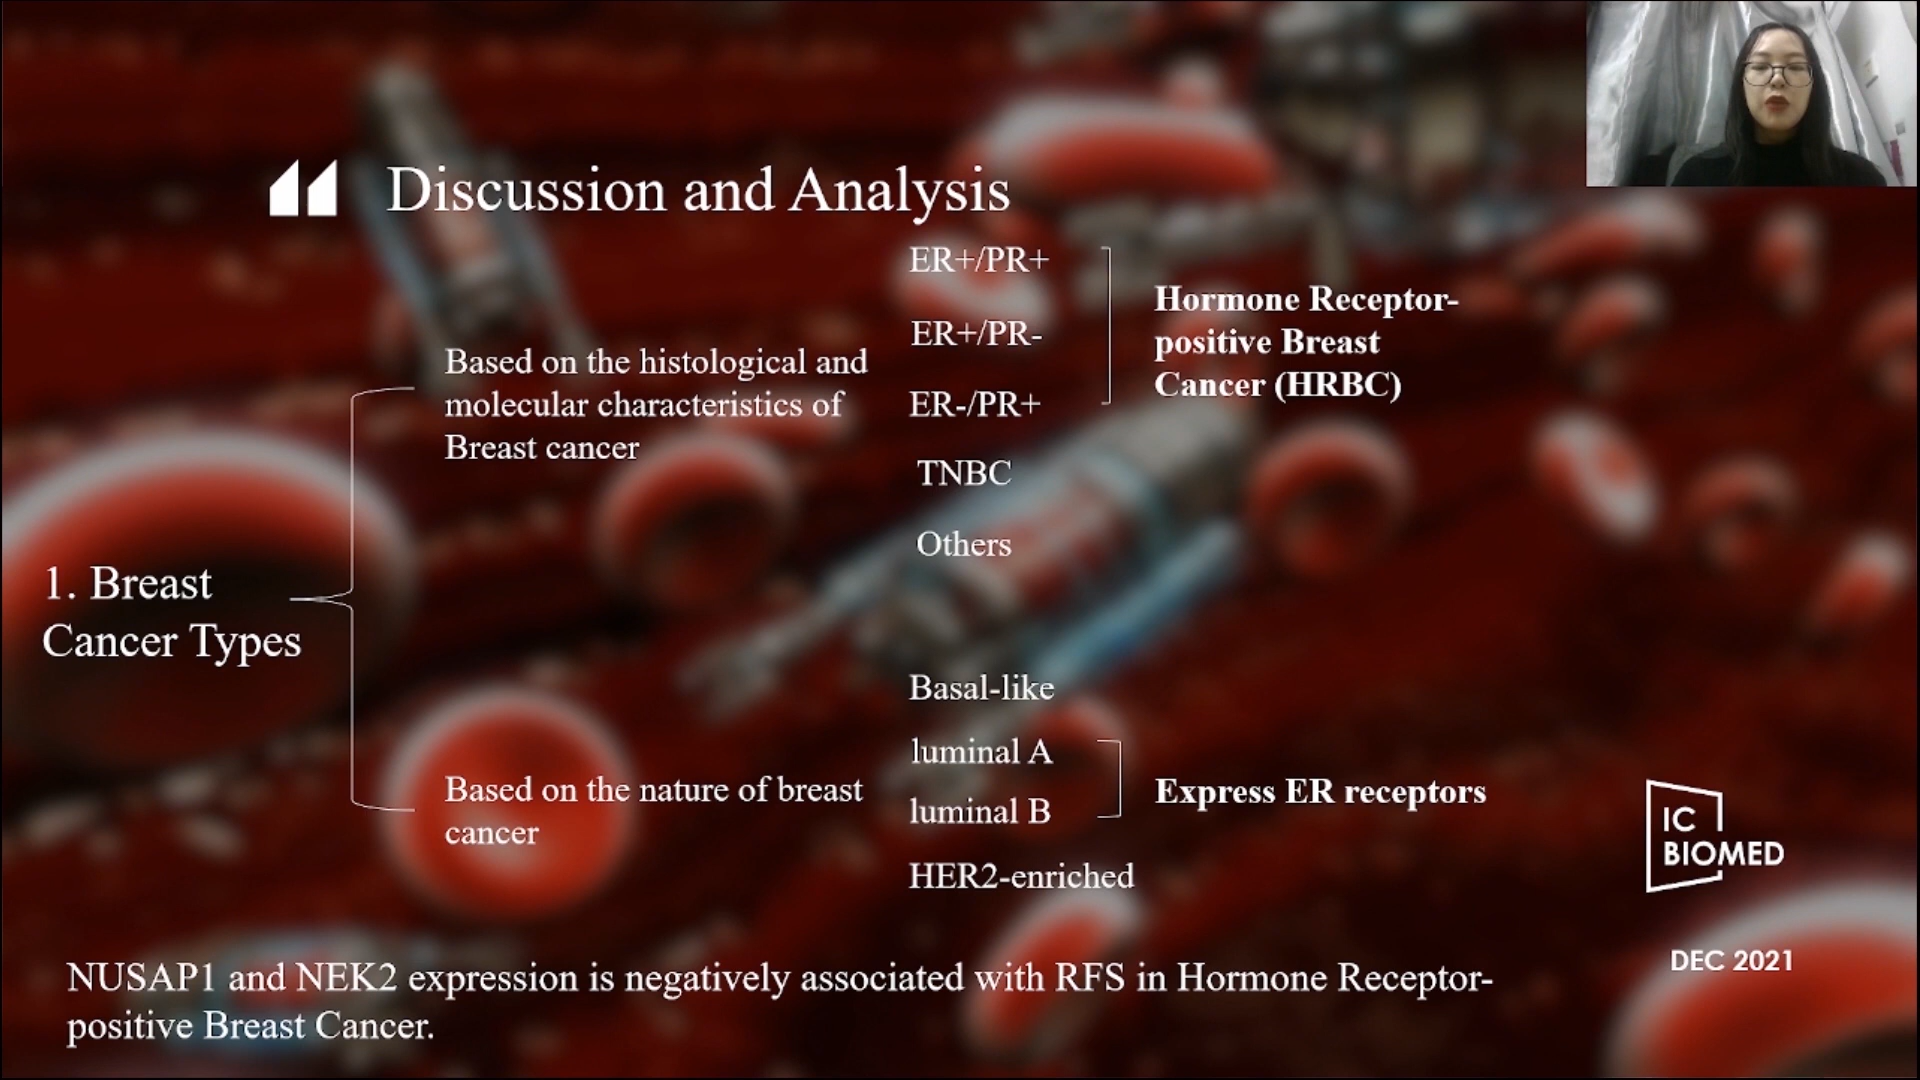 Discussion and Analysis
ER+/PR+
ER+/PR-
ER-/PR+
TNBC
Others
Hormone Receptor-
positive Breast
Cancer (HRBC)
Based on the histological and
molecular characteristics of
Breast cancer
1. Breast
Cancer Types
Based on the nature of breast
cancer
Basal-like
luminal A
luminal B
HER2-enriched
Express ER receptors
IC
BIOMED
DEC 2021
NUSAP1 and NEK2 expression is negatively associated with RFS in Hormone Receptor-
positive Breast Cancer.